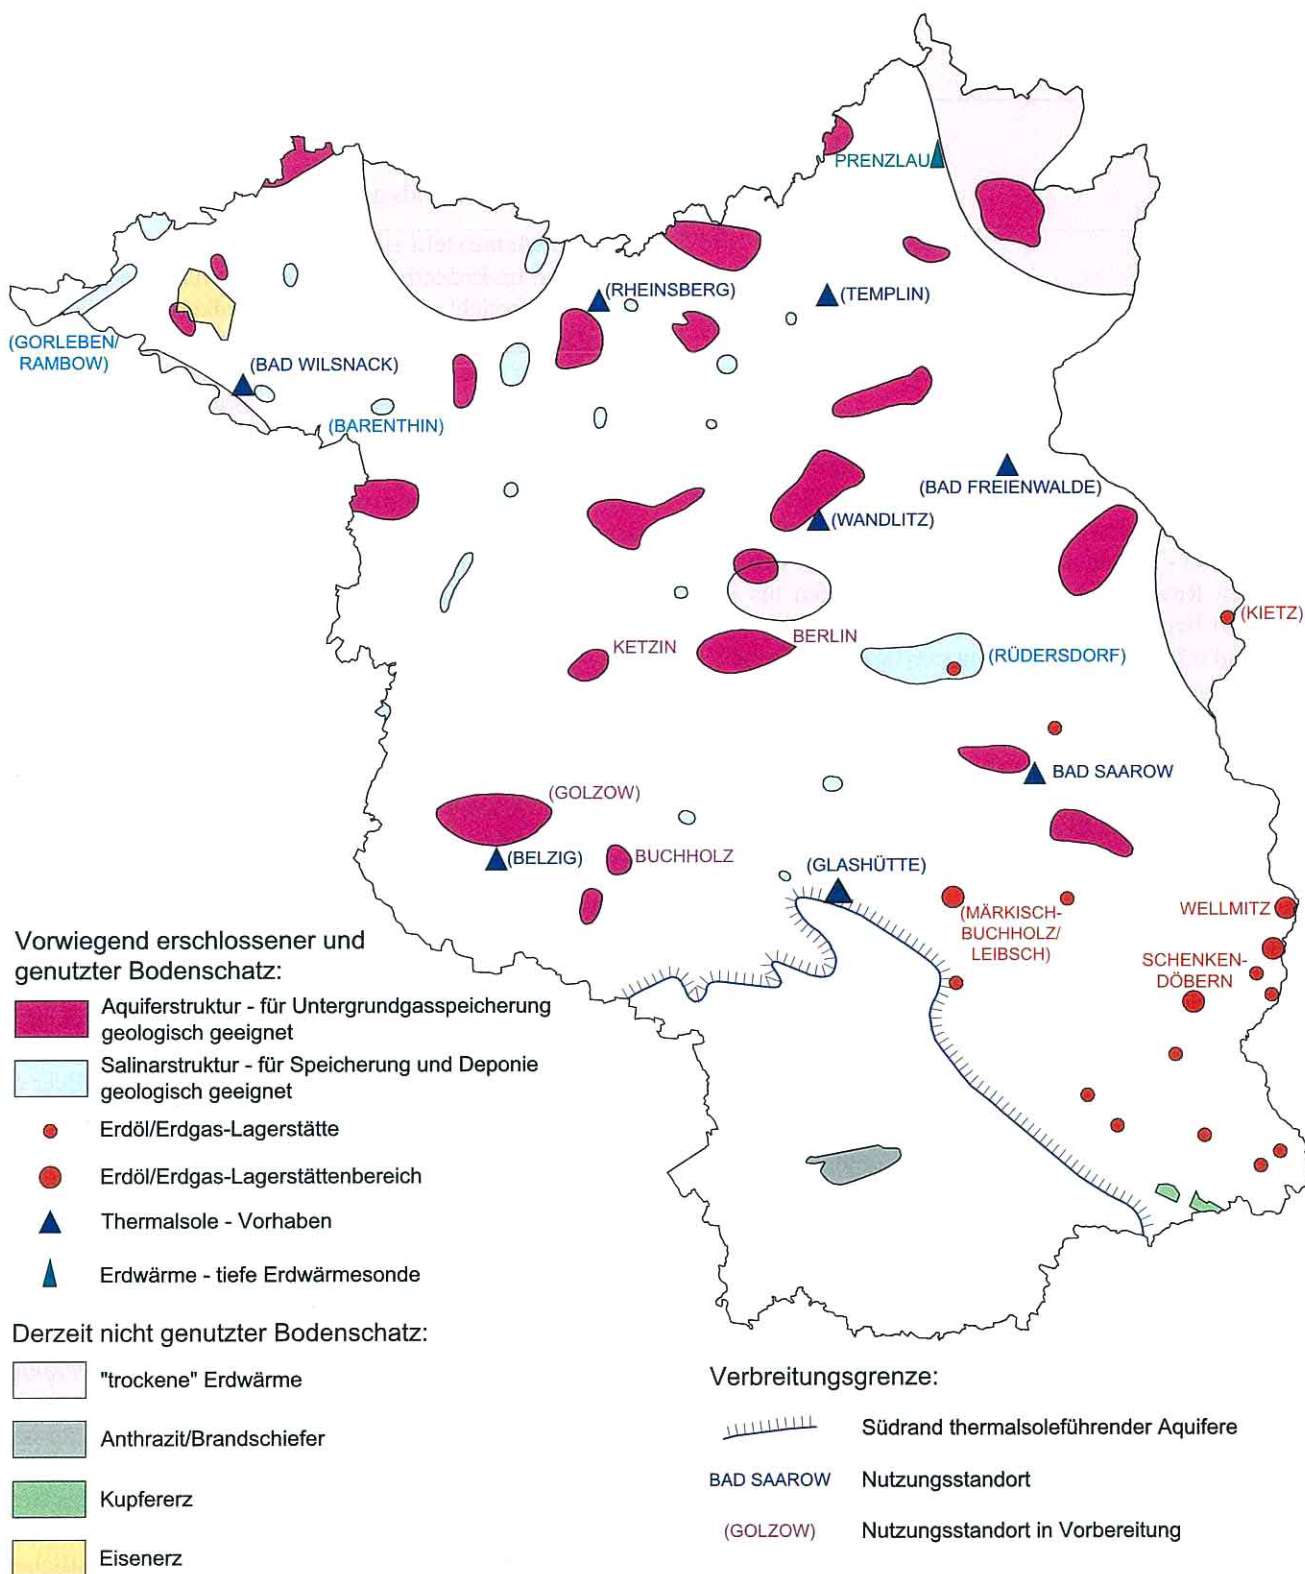 PRENZLAU
(RHEINSBERG)
(TEMPLIN)
(GORLEBEN/
RAMBOW)
(BAD WILSNACK)
(BARENTHIN)
(BAD FREIENWALDE)
(WANDLITZ)
(KIETZ)
KETZIN
BERLIN
(RÜDERSDORF)
BAD SAAROW
(GOLZOW)
(BELZIG)
BUCHHOLZ
(GLASHÜTTE)
(MÄRKISCH-
BUCHHOLZ/
LEIBSCH)
WELLMITZ
SCHENKEN-
DÖBERN
Vorwiegend erschlossener und
genutzter Bodenschatz:
Aquiferstruktur - für Untergrundgasspeicherung
geologisch geeignet
Salinarstruktur - für Speicherung und Deponie
geologisch geeignet
Erdöl/Erdgas-Lagerstätte
Erdöl/Erdgas-Lagerstättenbereich
Thermalsole - Vorhaben
Erdwärme - tiefe Erdwärmesonde
Derzeit nicht genutzter Bodenschatz:
"trockene" Erdwärme
Anthrazit/Brandschiefer
Kupfererz
Eisenerz
Verbreitungsgrenze:
Südrand thermalsoleführender Aquifere
BAD SAAROW Nutzungsstandort
(GOLZOW) Nutzungsstandort in Vorbereitung